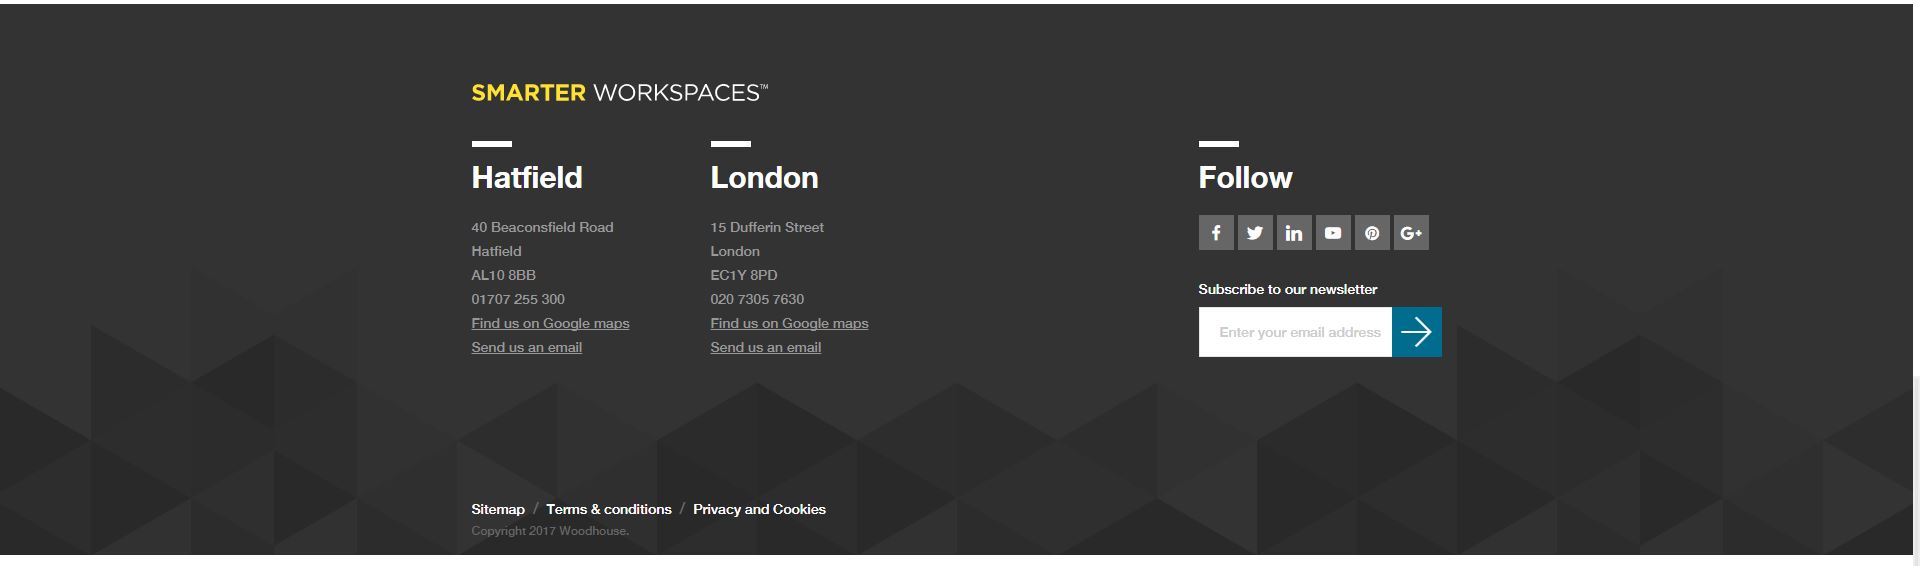 SMARTER WORKSPACES™
Hatfield
40 Beaconsfield Road
Hatfield
AL10 8BB
01707 255 300
Find us on Google maps
Send us an email
London
15 Dufferin Street
London
EC1Y 8PD
020 7305 7630
Find us on Google maps
Send us an email
Follow
Subscribe to our newsletter
Enter your email address
Sitemap / Terms & conditions / Privacy and Cookies
Copyright 2017 Woodhouse.